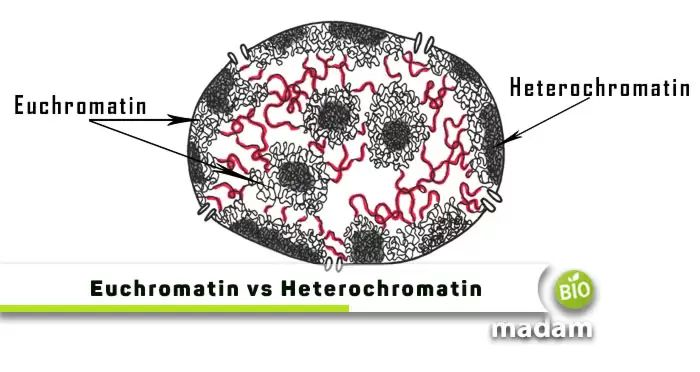 Euchromatin
Heterochromatin
Euchromatin vs Heterochromatin
BIO
madam